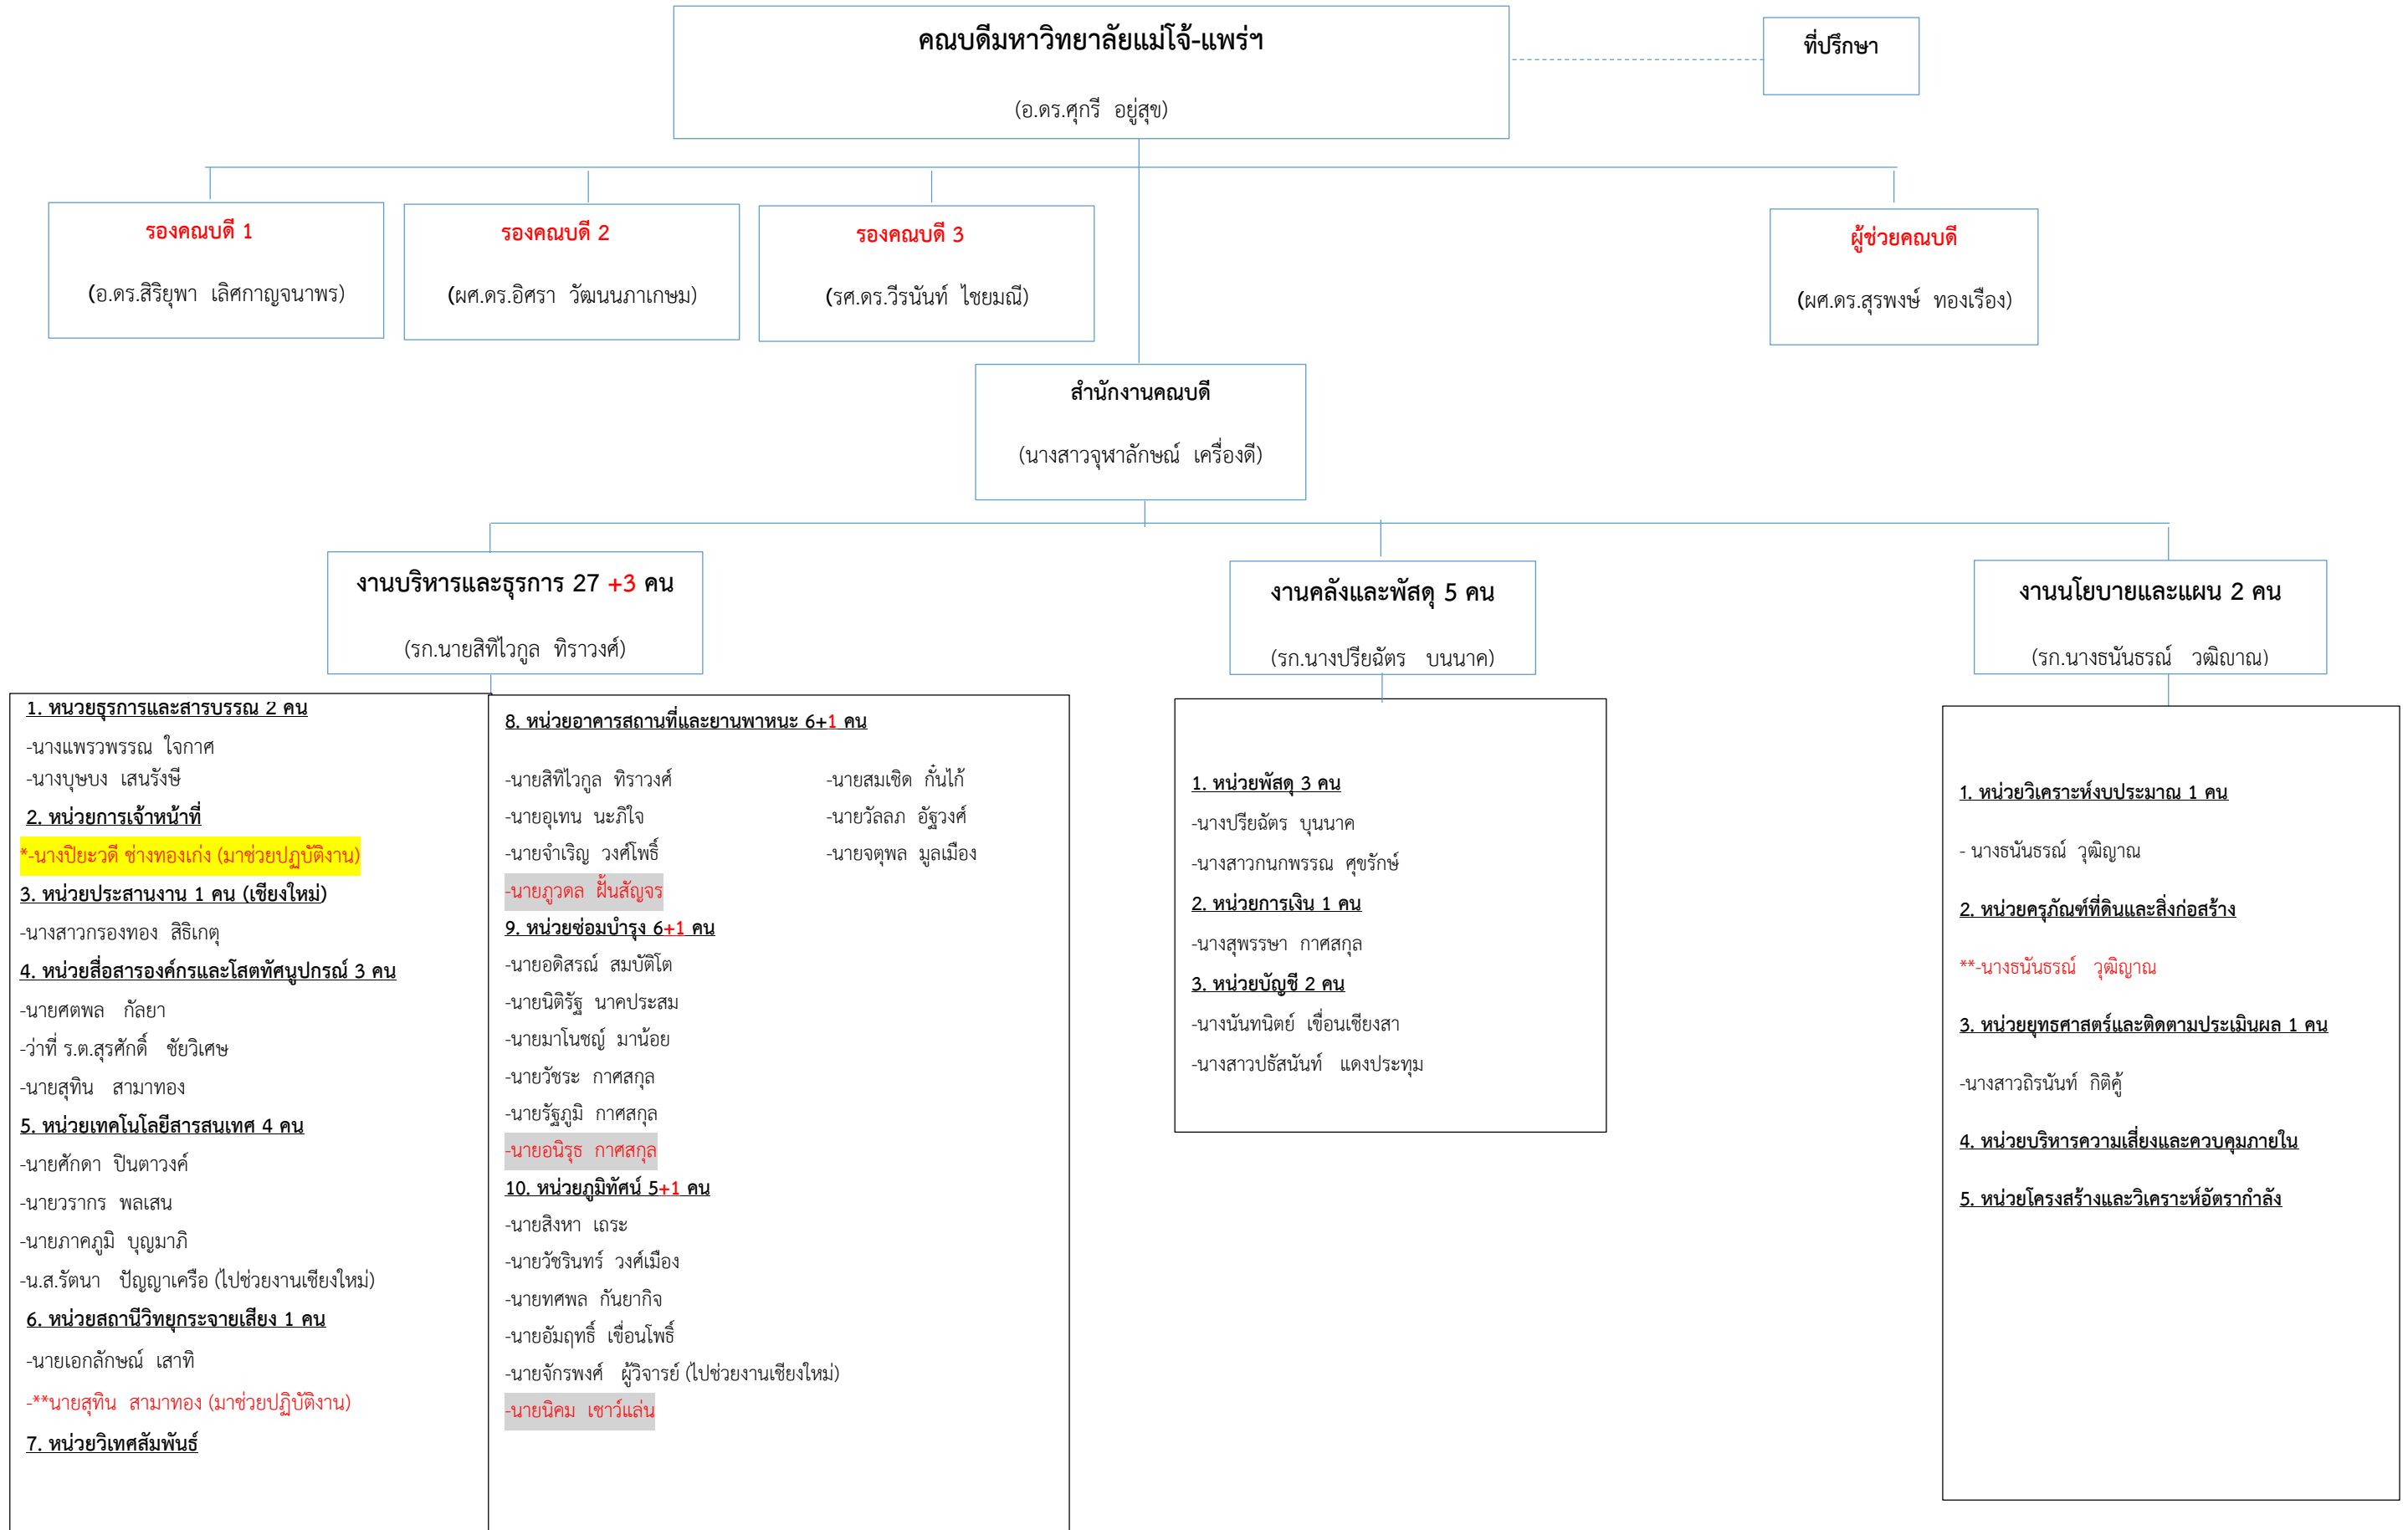 คณบดีมหาวิทยาลัยแม่โจ้-แพร่ฯ
(อ.ดร.ศุกรี  อยู่สุข)
ที่ปรึกษา
รองคณบดี 1
(อ.ดร.สิริยุพา  เลิศกาญจนาพร)
รองคณบดี 2
(ผศ.ดร.อิศรา  วัฒนนภาเกษม)
รองคณบดี 3
(รศ.ดร.วีรนันท์  ไชยมณี)
ผู้ช่วยคณบดี
(ผศ.ดร.สุรพงษ์  ทองเรือง)
สำนักงานคณบดี
(นางสาวจุฬาลักษณ์  เครื่องดี)
งานบริหารและธุรการ 27 +3 คน
(รก.นายสิทิไวกูล  ทิราวงศ์)
งานคลังและพัสดุ 5 คน
(รก.นางปรียฉัตร   บนนาค)
งานนโยบายและแผน 2 คน
(รก.นางธนันธรณ์   วฒิญาณ)
1. หนวยธุรการและสารบรรณ 2 คน
-นางแพรวพรรณ  ใจกาศ
-นางบุษบง  เสนรังษี
2. หน่วยการเจ้าหน้าที่
*-นางปิยะวดี ช่างทองเก่ง (มาช่วยปฏบัติงาน)
3. หน่วยประสานงาน 1 คน (เชียงใหม่)
-นางสาวกรองทอง  สิธิเกตุ
4. หน่วยสื่อสารองค์กรและโสตทัศนูปกรณ์ 3 คน
-นายศตพล   กัลยา
-ว่าที่ ร.ต.สุรศักดิ์   ชัยวิเศษ
-นายสุทิน   สามาทอง
5. หน่วยเทคโนโลยีสารสนเทศ 4 คน
-นายศักดา  ปินตาวงค์
-นายวรากร  พลเสน
-นายภาคภูมิ  บุญมาภิ
-น.ส.รัตนา   ปัญญาเครือ (ไปช่วยงานเชียงใหม่)
6. หน่วยสถานีวิทยุกระจายเสียง 1 คน
-นายเอกลักษณ์  เสาทิ
-**นายสุทิน  สามาทอง (มาช่วยปฏิบัติงาน)
7. หน่วยวิเทศสัมพันธ์
8. หน่วยอาคารสถานที่และยานพาหนะ 6+1 คน
-นายสิทิไวกูล  ทิราวงศ์
-นายสมเชิด  กั๋นไก้
-นายอุเทน  นะภิใจ
-นายวัลลภ  อัฐวงศ์
-นายจำเริญ  วงศ์โพธิ์
-นายจตุพล  มูลเมือง
-นายภูวดล  ฝั้นสัญจร
9. หน่วยซ่อมบำรุง 6+1 คน
-นายอดิสรณ์  สมบัติโต
-นายนิติรัฐ  นาคประสม
-นายมาโนชญ์  มาน้อย
-นายวัชระ  กาศสกุล
-นายรัฐภูมิ  กาศสกุล
-นายอนิรุธ  กาศสกุล
10. หน่วยภูมิทัศน์ 5+1 คน
-นายสิงหา  เถระ
-นายวัชรินทร์  วงศ์เมือง
-นายทศพล  กันยากิจ
-นายอัมฤทธิ์  เขื่อนโพธิ์
-นายจักรพงศ์   ผู้วิจารย์ (ไปช่วยงานเชียงใหม่)
-นายนิคม  เชาว์แล่น
1. หน่วยพัสดุ 3 คน
-นางปรียฉัตร  บุนนาค
-นางสาวกนกพรรณ  ศุขรักษ์
2. หน่วยการเงิน 1 คน
-นางสุพรรษา  กาศสกุล
3. หน่วยบัญชี 2 คน
-นางนันทนิตย์  เขื่อนเชียงสา
-นางสาวปธัสนันท์   แดงประทุม
1. หน่วยวิเคราะห์งบประมาณ 1 คน
- นางธนันธรณ์  วุฒิญาณ
2. หน่วยครุภัณฑ์ที่ดินและสิ่งก่อสร้าง
**-นางธนันธรณ์   วุฒิญาณ
3. หน่วยยุทธศาสตร์และติดตามประเมินผล 1 คน
-นางสาวถิรนันท์  กิติคู้
4. หน่วยบริหารความเสี่ยงและควบคุมภายใน
5. หน่วยโครงสร้างและวิเคราะห์อัตรากำลัง